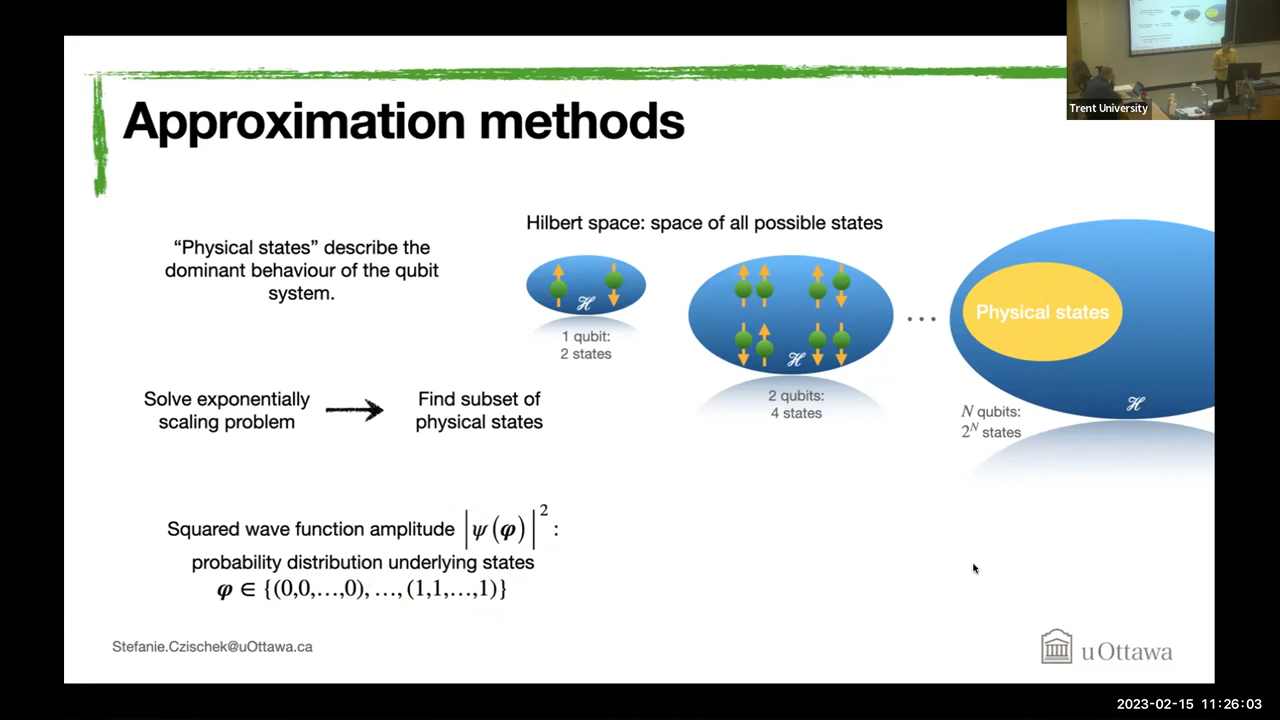 Trent University
Approximation methods
"Physical states" describe the
dominant behaviour of the qubit
system.
Hilbert space: space of all possible states
ℋ
1 qubit:
2 states
ℋ
2 qubits:
4 states
...
Physical states
ℋ
N qubits:
2^N states
Solve exponentially
scaling problem
Find subset of
physical states
Squared wave function amplitude |ψ(φ)|²:
probability distribution underlying states
φ ∈ {(0,0,...,0), ..., (1,1,...,1)}
Stefanie.Czischek@uOttawa.ca
uOttawa
2023-02-15 11:26:03